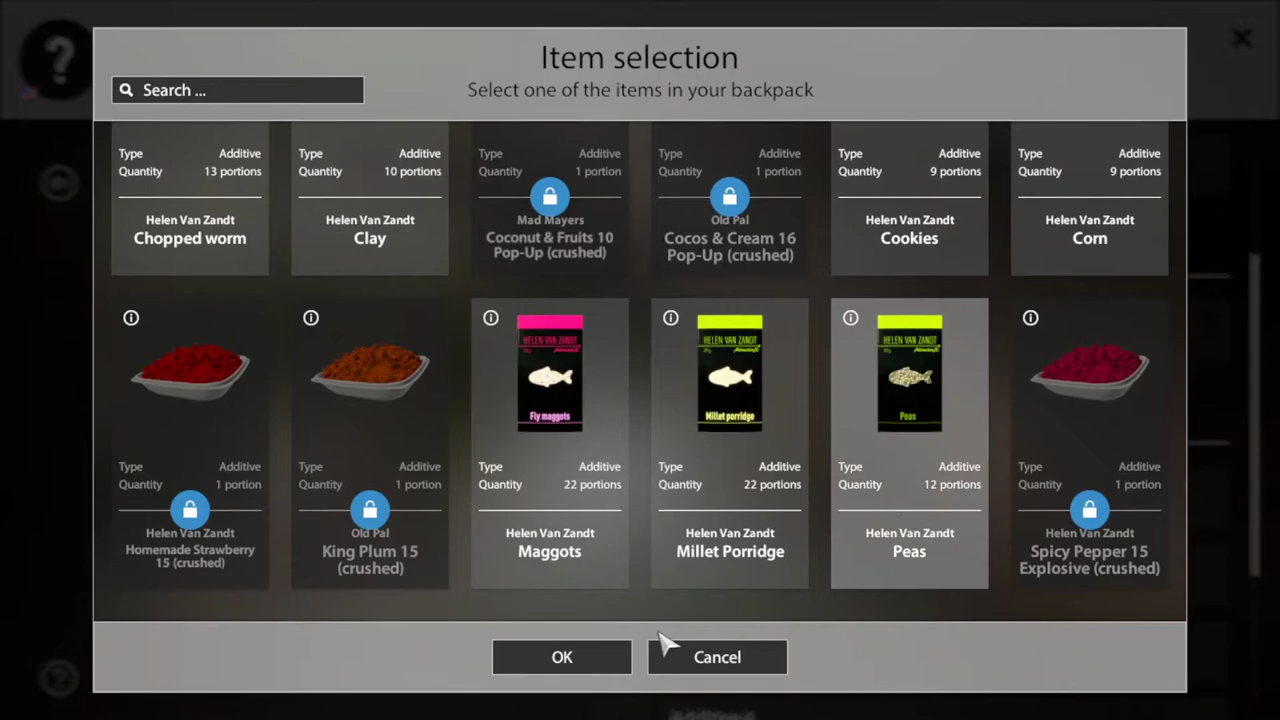 ?
Item selection
Search ...
Select one of the items in your backpack
Type Additive
Quantity 13 portions
Helen Van Zandt
Chopped worm
Type Additive
Quantity 10 portions
Helen Van Zandt
Clay
Type Additive
Quantity 1 portion
Mad Mayers
Coconut & Fruits 10
Pop-Up (crushed)
Type Additive
Quantity 1 portion
Old Pal
Cocos & Cream 16
Pop-Up (crushed)
Type Additive
Quantity 9 portions
Helen Van Zandt
Cookies
Type Additive
Quantity 9 portions
Helen Van Zandt
Corn
Type Additive
Quantity 1 portion
Helen Van Zandt
Homemade Strawberry
15 (crushed)
Type Additive
Quantity 1 portion
Old Pal
King Plum 15
(crushed)
HELEN VAN ZANDT
Fly maggots
Type Additive
Quantity 22 portions
Helen Van Zandt
Maggots
HELEN VAN ZANDT
Millet porridge
Type Additive
Quantity 22 portions
Helen Van Zandt
Millet Porridge
HELEN VAN ZANDT
Peas
Type Additive
Quantity 12 portions
Helen Van Zandt
Peas
Type Additive
Quantity 1 portion
Helen Van Zandt
Spicy Pepper 15
Explosive (crushed)
OK
Cancel